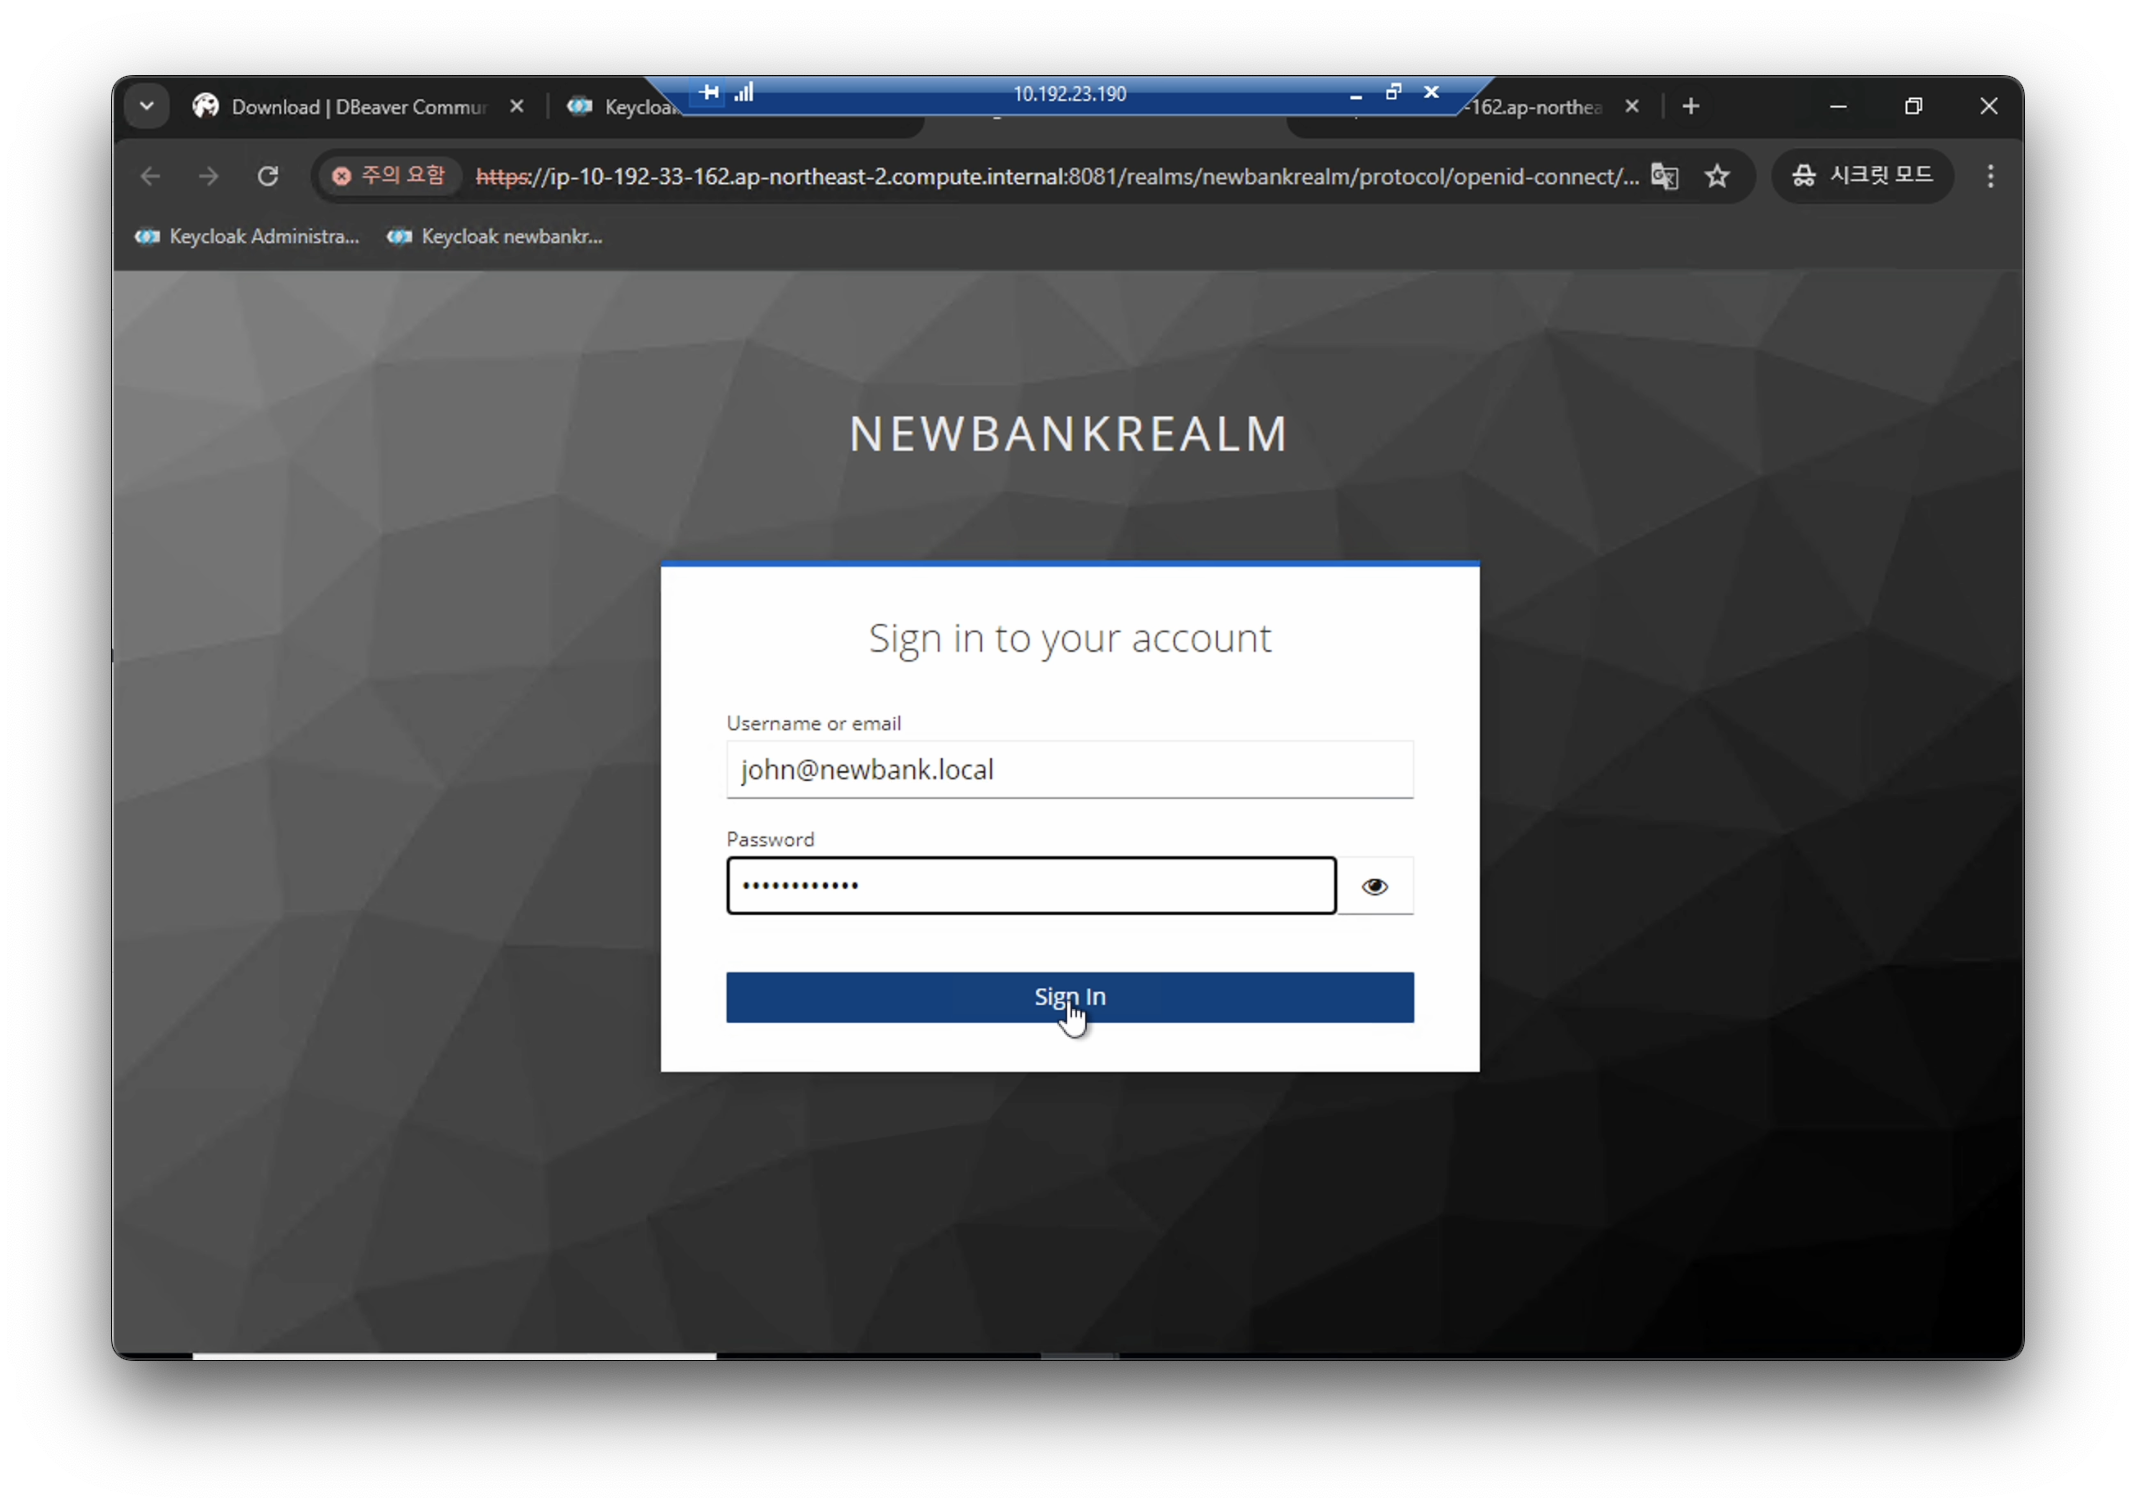 10.192.23.190
Download | DBeaver Commur
Keycloa
-162.ap-northea
주의 요함
https://ip-10-192-33-162.ap-northeast-2.compute.internal:8081/realms/newbankrealm/protocol/openid-connect/...
시크릿 모드
Keycloak Administra...
Keycloak newbankr...
NEWBANKREALM
Sign in to your account
Username or email
john@newbank.local
Password
••••••••••••
Sign In